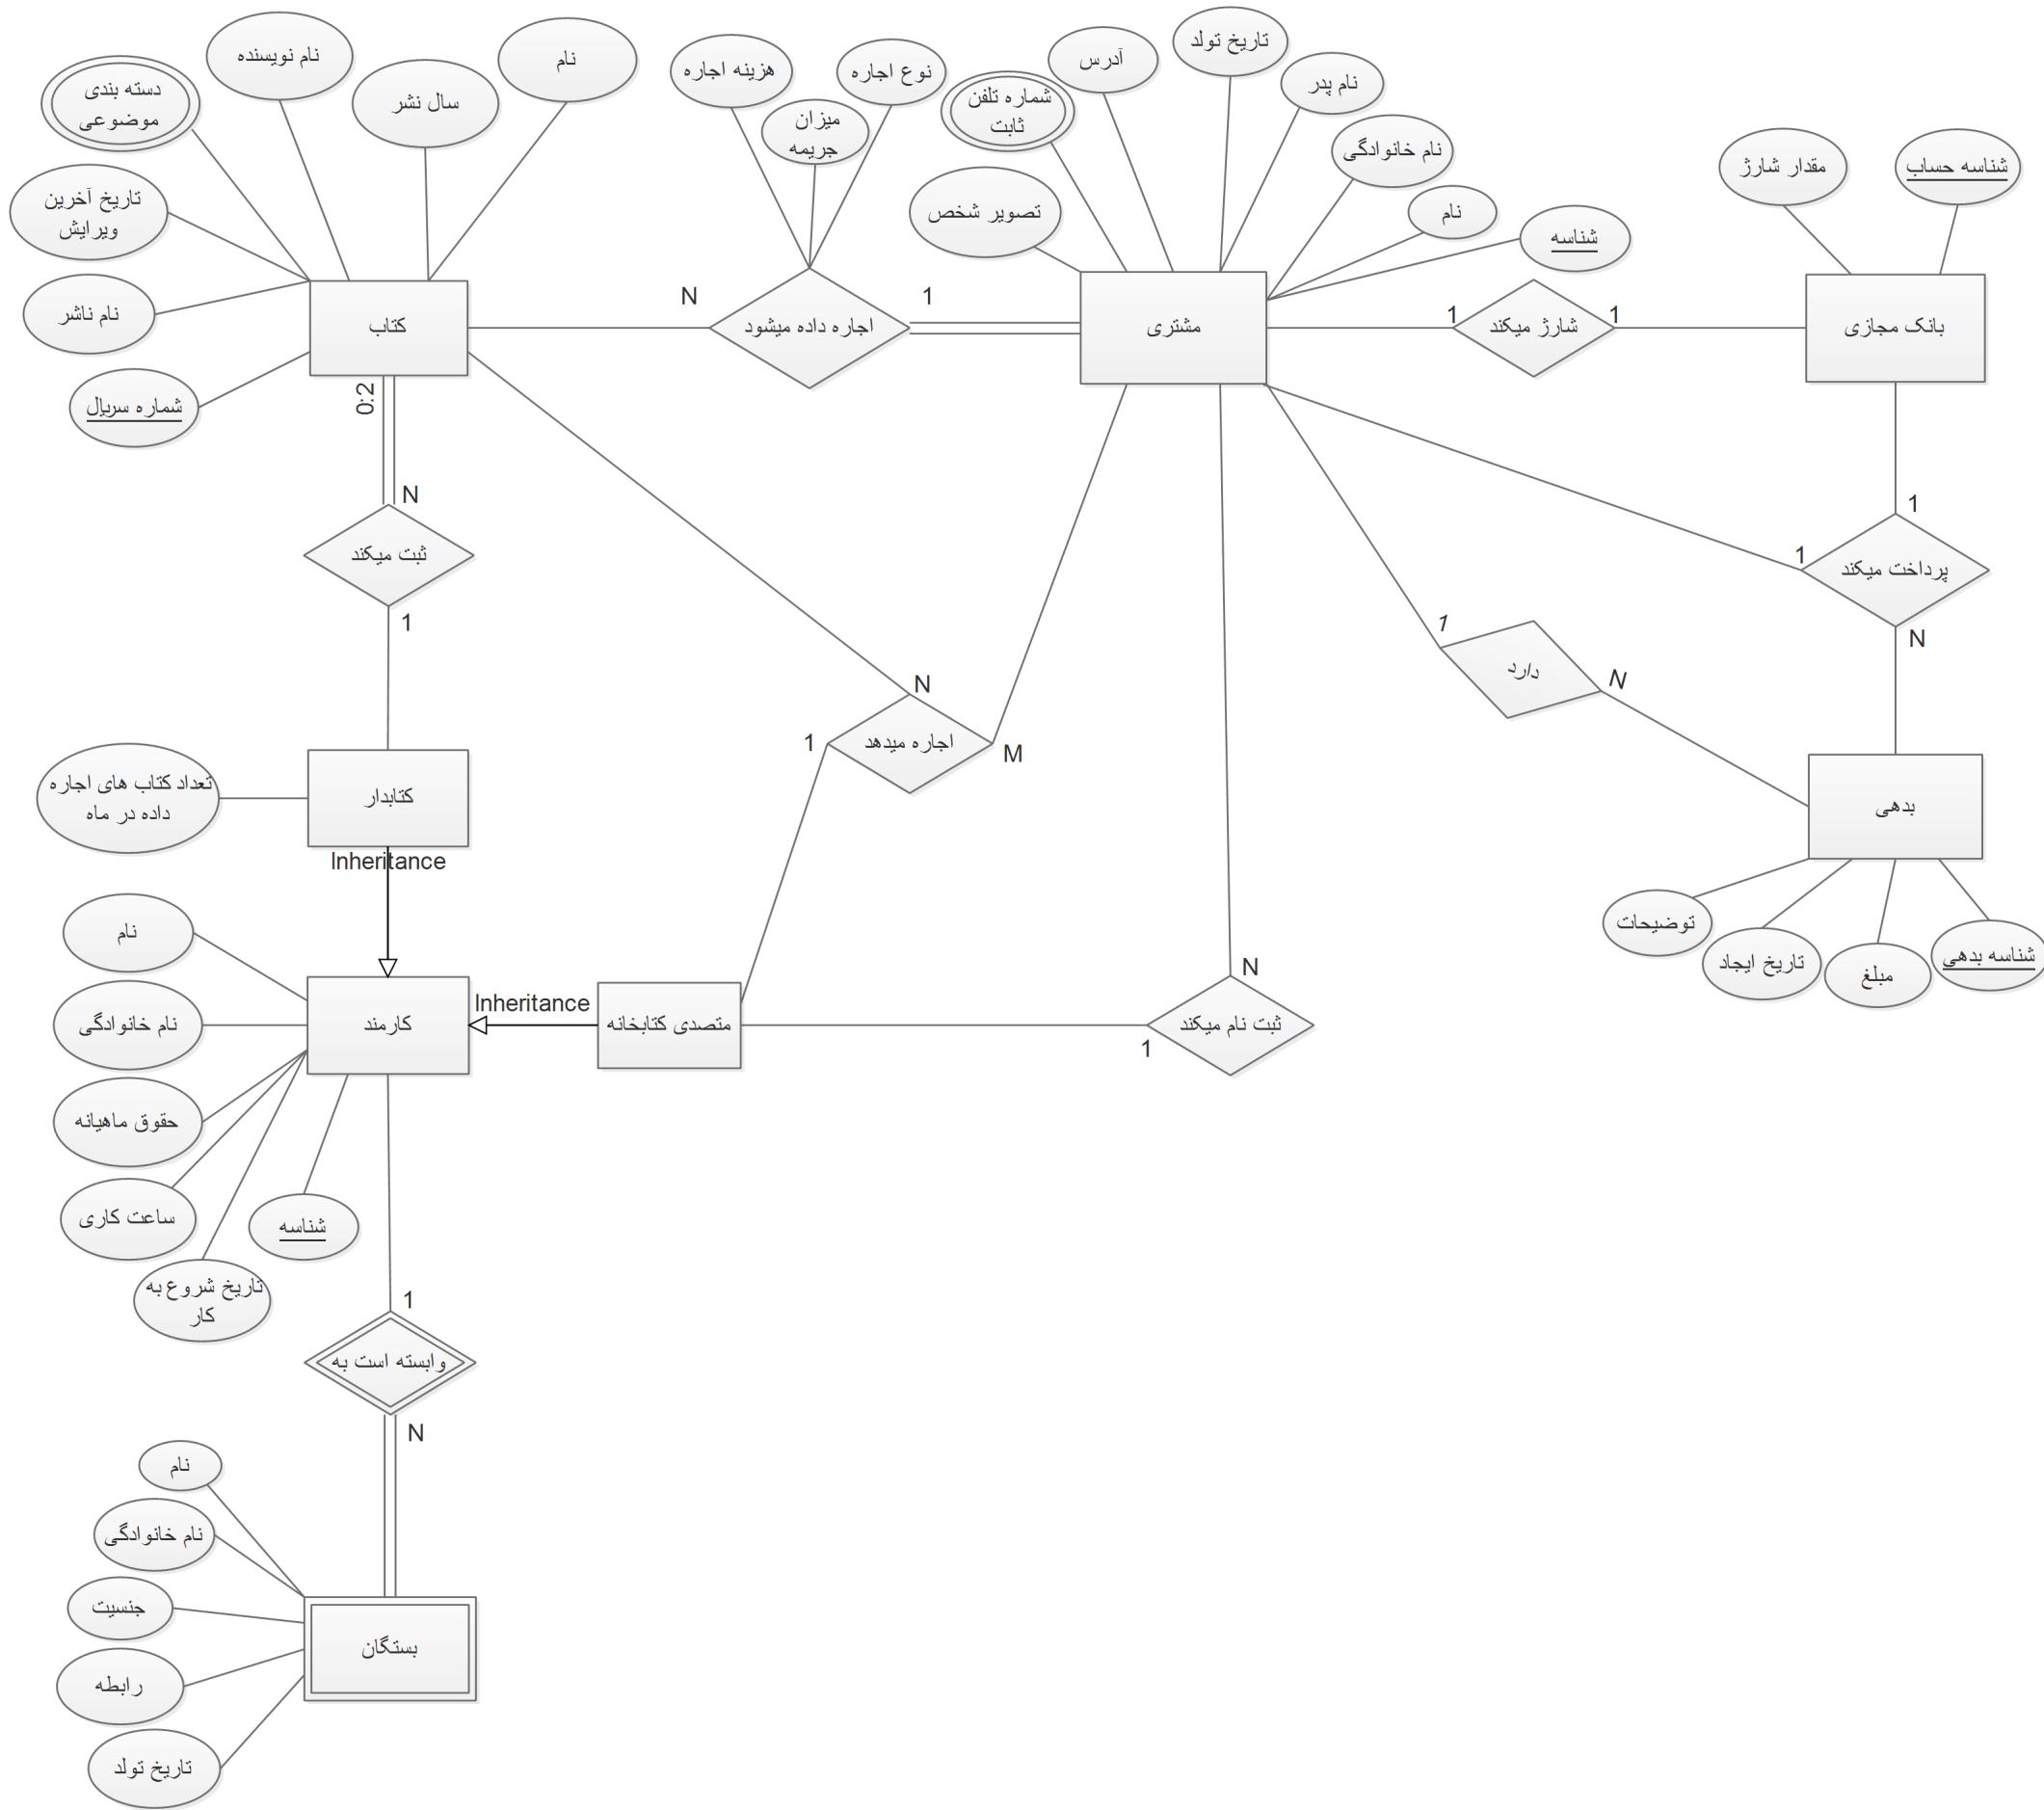 نام
سال نشر
نام نویسنده
دسته بندی
موضوعی
تاریخ آخرین
ویرایش
نام ناشر
شماره سریال
کتاب
هزینه اجاره
میزان
جریمه
نوع اجاره
N
اجاره داده میشود
1
شماره تلفن
ثابت
آدرس
تاریخ تولد
نام پدر
نام خانوادگی
نام
شناسه
تصویر شخص
مشتری
1
شارژ میکند
1
مقدار شارژ
شناسه حساب
بانک مجازی
0:2
N
ثبت میکند
1
1
1
پرداخت میکند
N
1
دارد
N
N
1
اجاره میدهد
M
تعداد کتاب های اجاره
داده در ماه
کتابدار
Inheritance
بدهی
توضیحات
تاریخ ایجاد
مبلغ
شناسه بدهی
نام
نام خانوادگی
حقوق ماهیانه
ساعت کاری
تاریخ شروع به
کار
شناسه
کارمند
Inheritance
متصدی کتابخانه
1
N
ثبت نام میکند
1
وابسته است به
N
نام
نام خانوادگی
جنسیت
رابطه
تاریخ تولد
بستگان